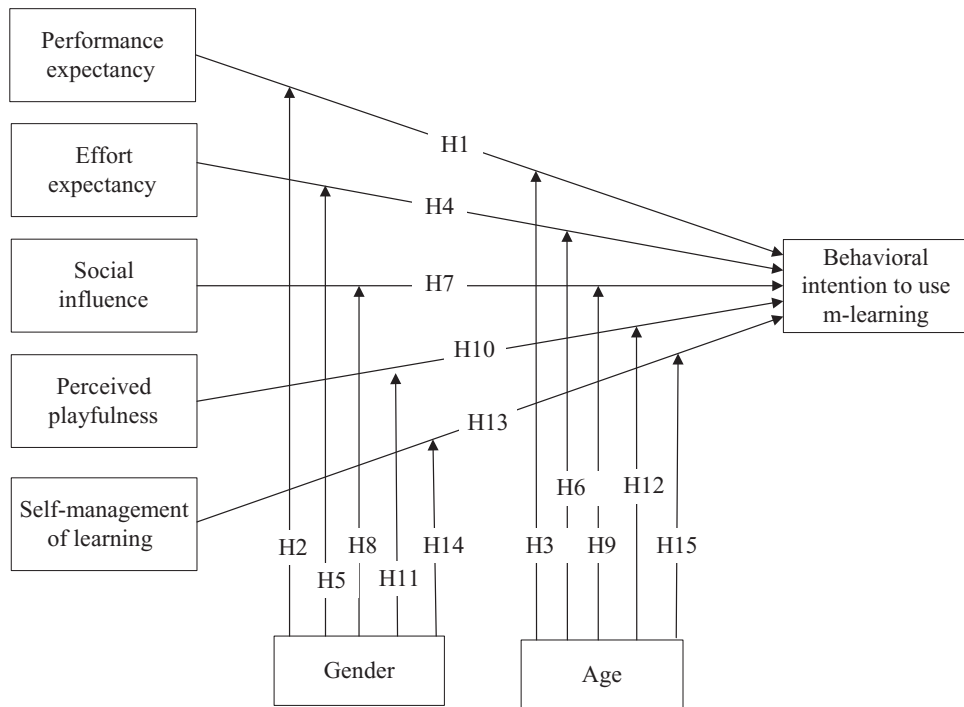 Performance
expectancy
H1
Effort
expectancy
H4
Social
influence
H7
Behavioral
intention to use
m-learning
Perceived
playfulness
H10
H13
Self-management
of learning
H2
H5
H8
H11
H14
H3
H6
H9
H12
H15
Gender
Age